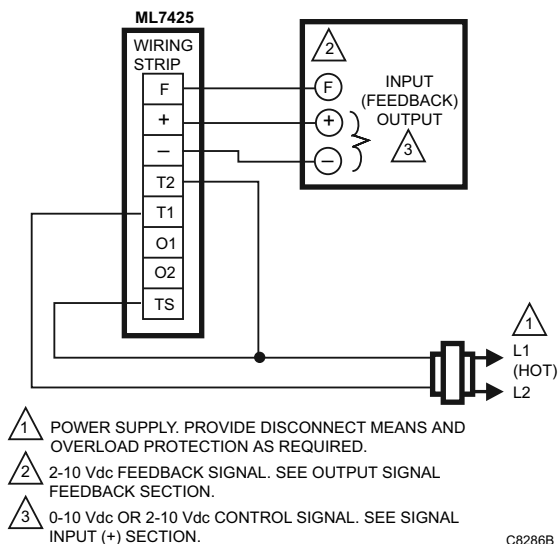 ML7425
WIRING
STRIP
F
+
–
T2
T1
O1
O2
TS
2
F
+
–
INPUT
(FEEDBACK)
OUTPUT
3
1
L1
(HOT)
L2
1 POWER SUPPLY. PROVIDE DISCONNECT MEANS AND
OVERLOAD PROTECTION AS REQUIRED.
2 2-10 Vdc FEEDBACK SIGNAL. SEE OUTPUT SIGNAL
FEEDBACK SECTION.
3 0-10 Vdc OR 2-10 Vdc CONTROL SIGNAL. SEE SIGNAL
INPUT (+) SECTION.
C8286B